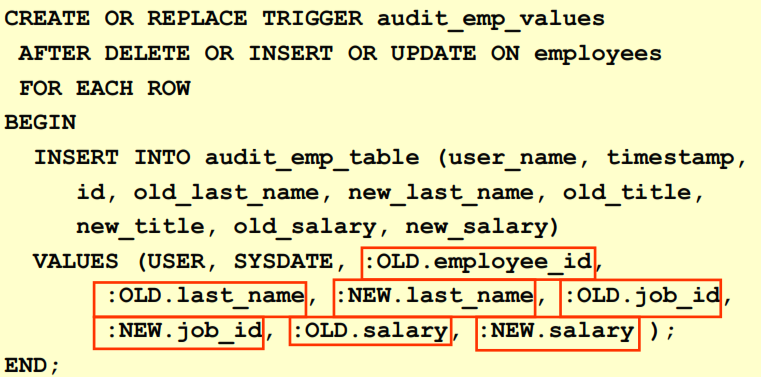 CREATE OR REPLACE TRIGGER audit_emp_values
AFTER DELETE OR INSERT OR UPDATE ON employees
FOR EACH ROW
BEGIN
INSERT INTO audit_emp_table (user_name, timestamp,
id, old_last_name, new_last_name, old_title,
new_title, old_salary, new_salary)
VALUES (USER, SYSDATE, :OLD.employee_id,
:OLD.last_name, :NEW.last_name, :OLD.job_id,
:NEW.job_id, :OLD.salary, :NEW.salary );
END;